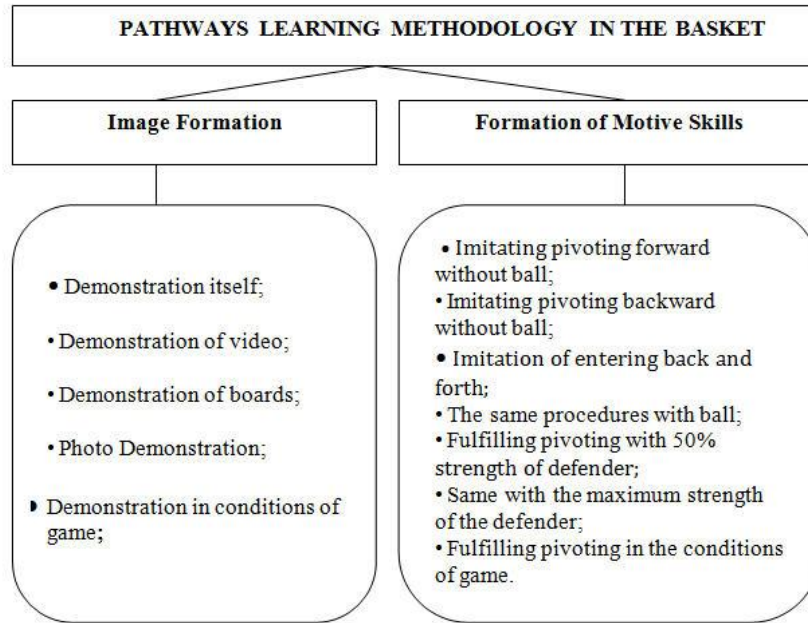 PATHWAYS LEARNING METHODOLOGY IN THE BASKET
Image Formation
• Demonstration itself;
• Demonstration of video;
• Demonstration of boards;
• Photo Demonstration;
◗ Demonstration in conditions of
game;
Formation of Motive Skills
• Imitating pivoting forward
without ball;
• Imitating pivoting backward
without ball;
• Imitation of entering back and
forth;
• The same procedures with ball;
• Fulfilling pivoting with 50%
strength of defender;
• Same with the maximum strength
of the defender;
• Fulfilling pivoting in the conditions
of game.